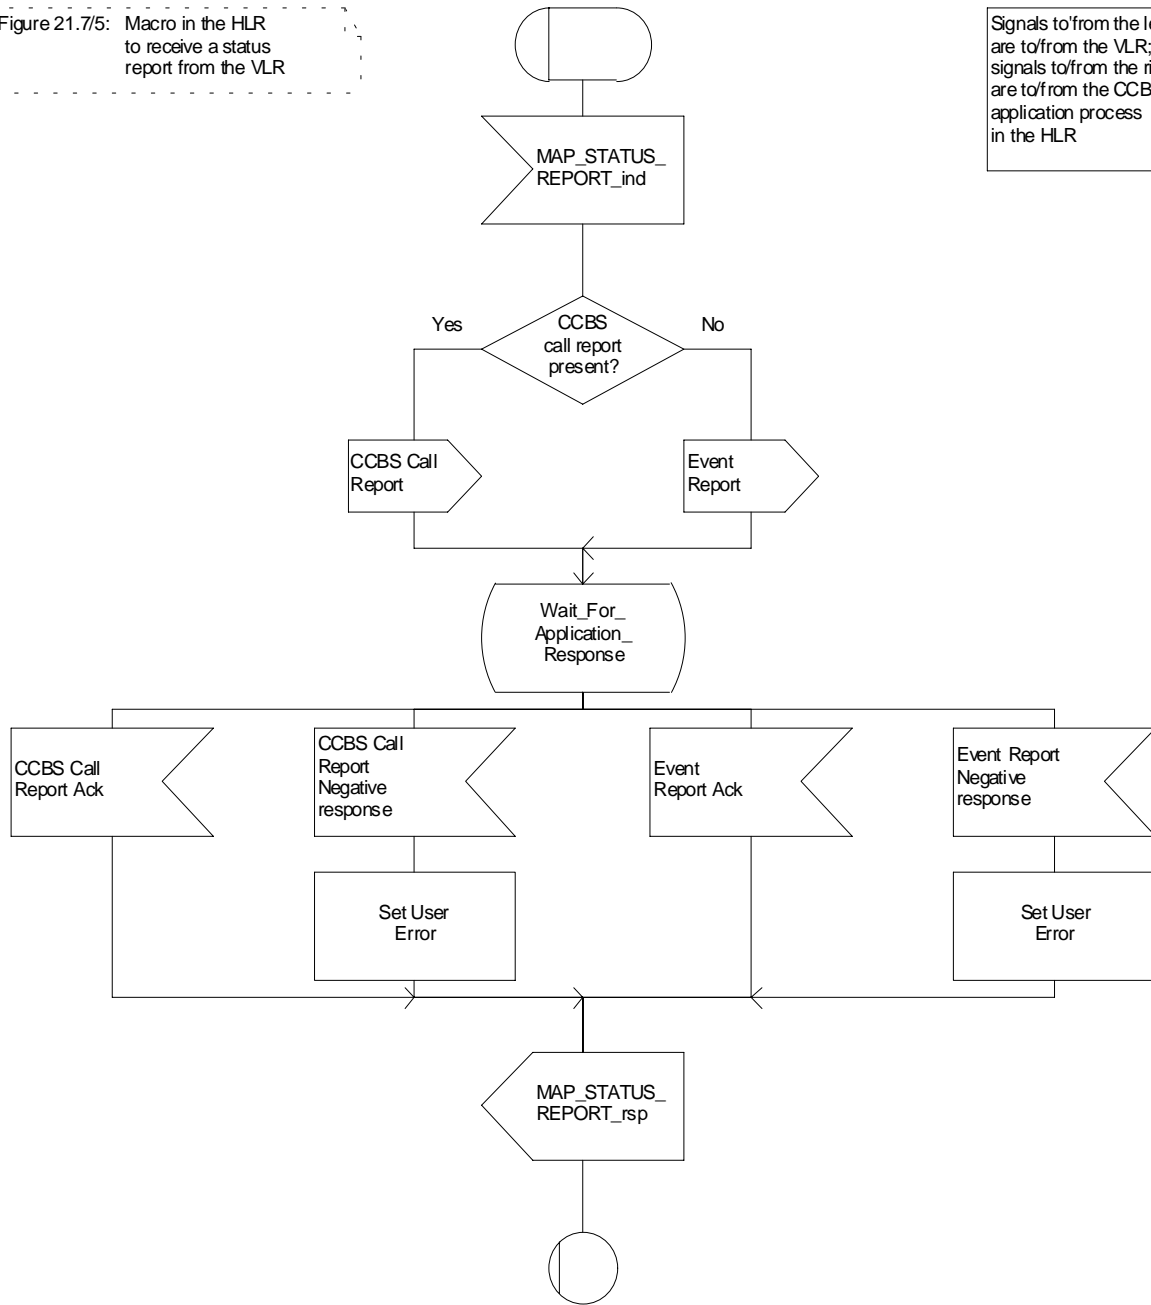 Figure 21.7/5: Macro in the HLR
to receive a status
report from the VLR
Signals to'from the le
are to/from the VLR;
signals to/from the ri
are to/from the CCB
application process
in the HLR
MAP_STATUS_
REPORT_ind
Yes
CCBS
call report
present?
No
CCBS Call
Report
Event
Report
Wait_For_
Application_
Response
CCBS Call
Report Ack
CCBS Call
Report
Negative
response
Event
Report Ack
Event Report
Negative
response
Set User
Error
Set User
Error
MAP_STATUS_
REPORT_rsp